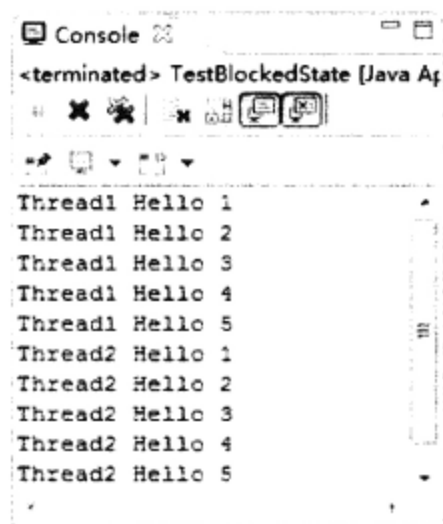 Console
<terminated> TestBlockedState [Java Ap
Thread1 Hello 1
Thread1 Hello 2
Thread1 Hello 3
Thread1 Hello 4
Thread1 Hello 5
Thread2 Hello 1
Thread2 Hello 2
Thread2 Hello 3
Thread2 Hello 4
Thread2 Hello 5